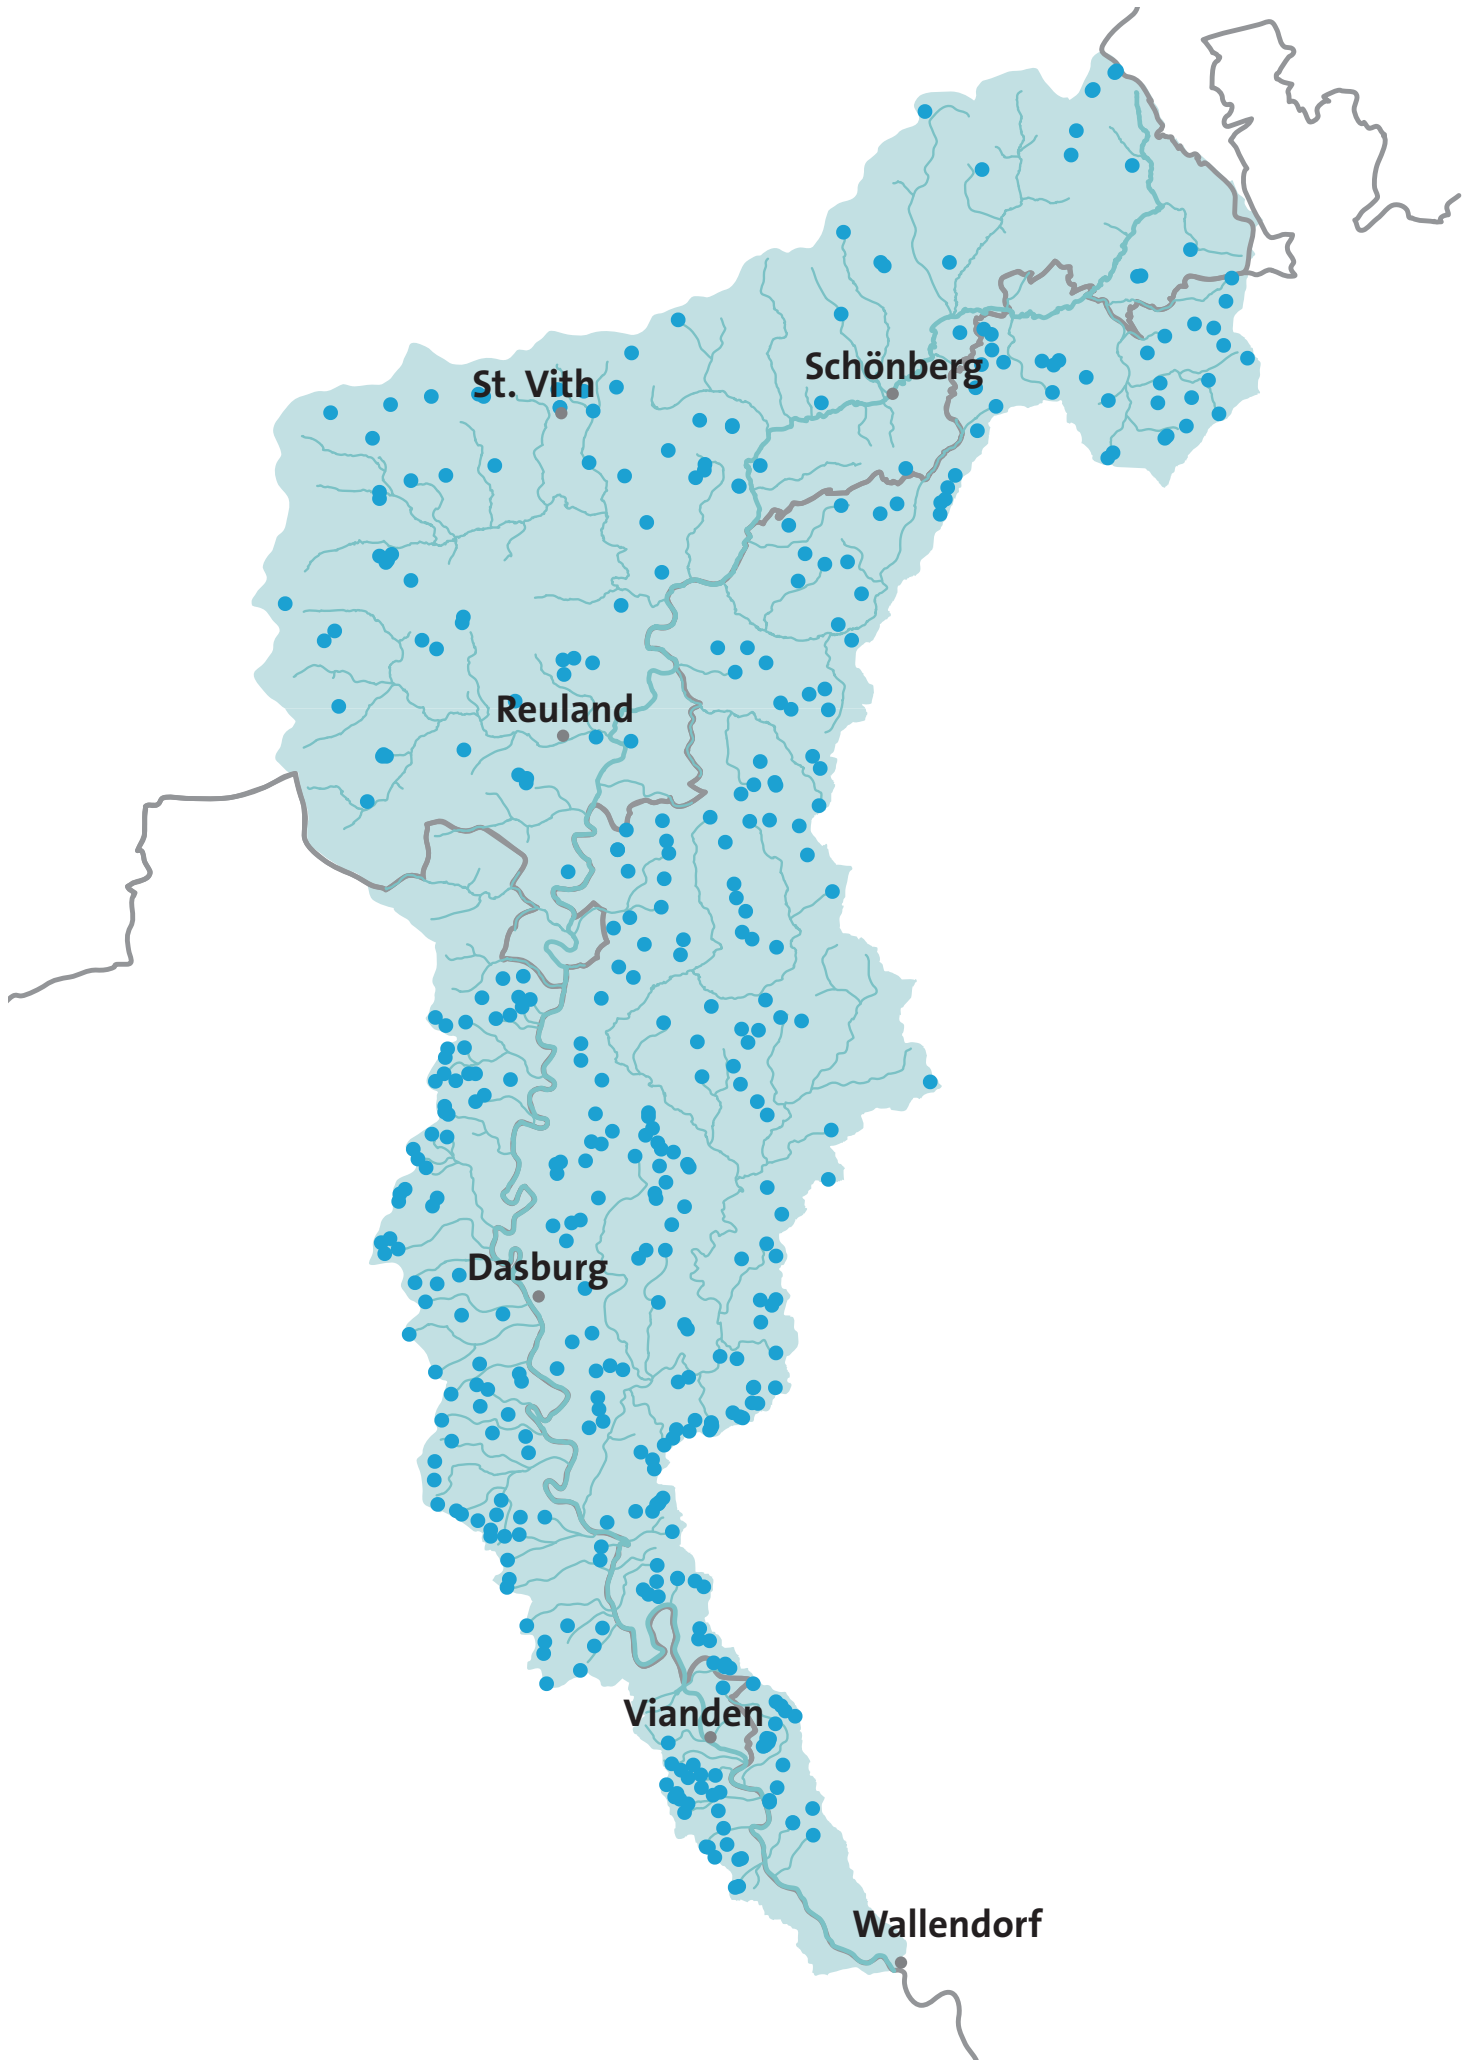 Schönberg
St. Vith
Reuland
Dasburg
Vianden
Wallendorf